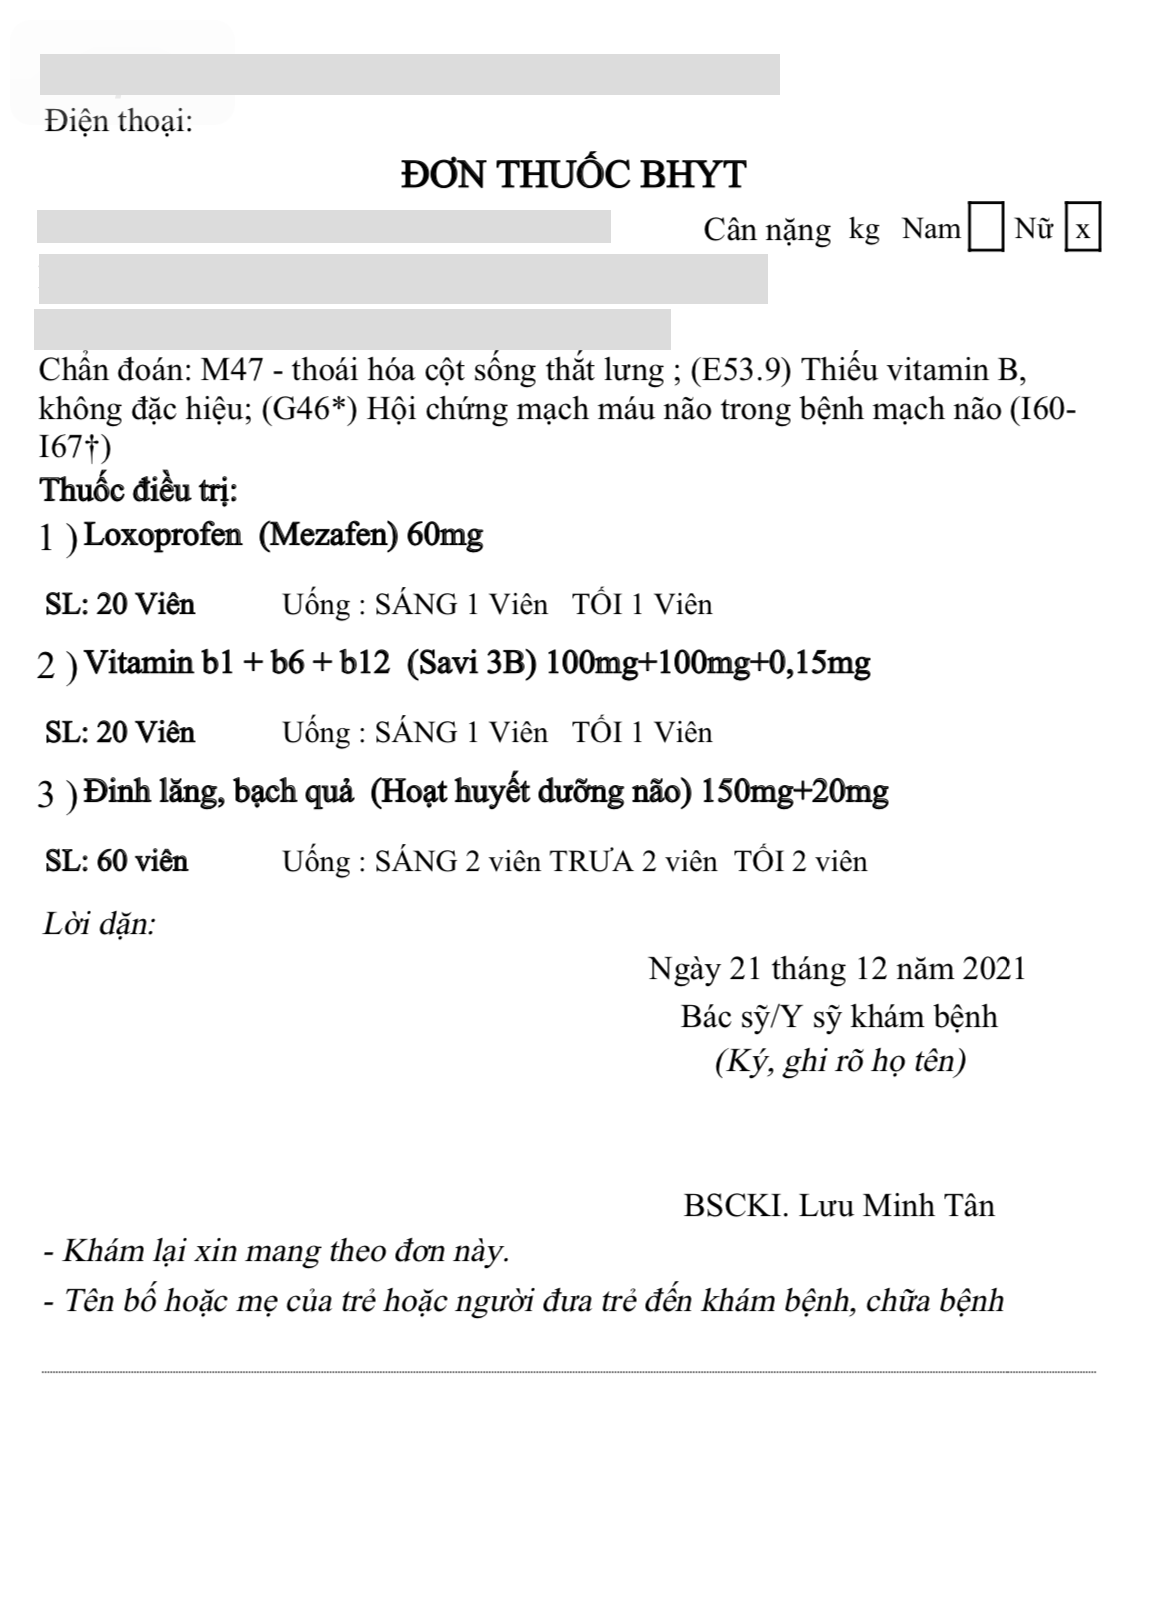 Điện thoại:
ĐƠN THUỐC BHYT
Cân nặng kg Nam Nữ x
Chẩn đoán: M47 - thoái hóa cột sống thắt lưng ; (E53.9) Thiếu vitamin B,
không đặc hiệu; (G46*) Hội chứng mạch máu não trong bệnh mạch não (I60-
I67†)
Thuốc điều trị:
1 ) Loxoprofen (Mezafen) 60mg
SL: 20 Viên Uống : SÁNG 1 Viên TỐI 1 Viên
2 ) Vitamin b1 + b6 + b12 (Savi 3B) 100mg+100mg+0,15mg
SL: 20 Viên Uống : SÁNG 1 Viên TỐI 1 Viên
3 ) Đinh lăng, bạch quả (Hoạt huyết dưỡng não) 150mg+20mg
SL: 60 viên Uống : SÁNG 2 viên TRƯA 2 viên TỐI 2 viên
Lời dặn:
Ngày 21 tháng 12 năm 2021
Bác sỹ/Y sỹ khám bệnh
(Ký, ghi rõ họ tên)
BSCKI. Lưu Minh Tân
- Khám lại xin mang theo đơn này.
- Tên bố hoặc mẹ của trẻ hoặc người đưa trẻ đến khám bệnh, chữa bệnh